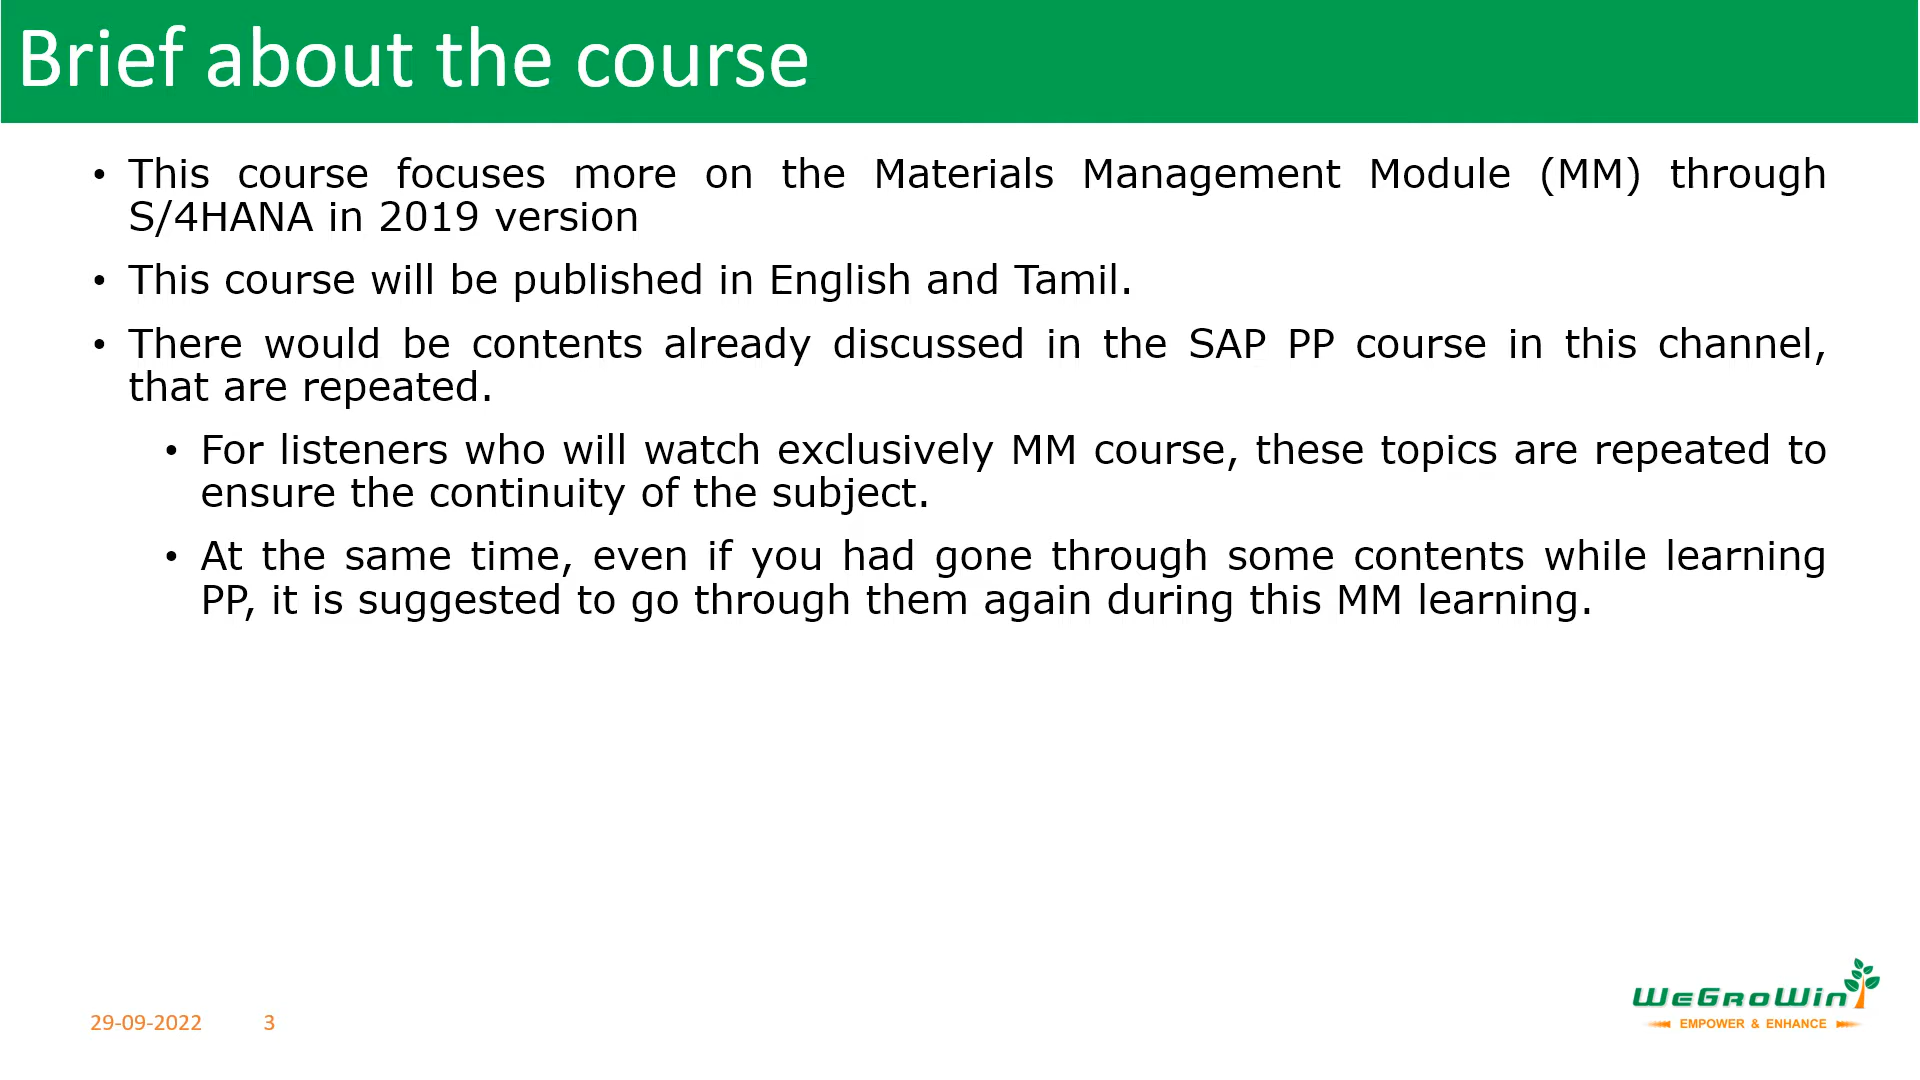 Brief about the course
• This course focuses more on the Materials Management Module (MM) through
S/4HANA in 2019 version
• This course will be published in English and Tamil.
• There would be contents already discussed in the SAP PP course in this channel,
that are repeated.
• For listeners who will watch exclusively MM course, these topics are repeated to
ensure the continuity of the subject.
• At the same time, even if you had gone through some contents while learning
PP, it is suggested to go through them again during this MM learning.
WeGroWin
EMPOWER & ENHANCE
29-09-2022 3